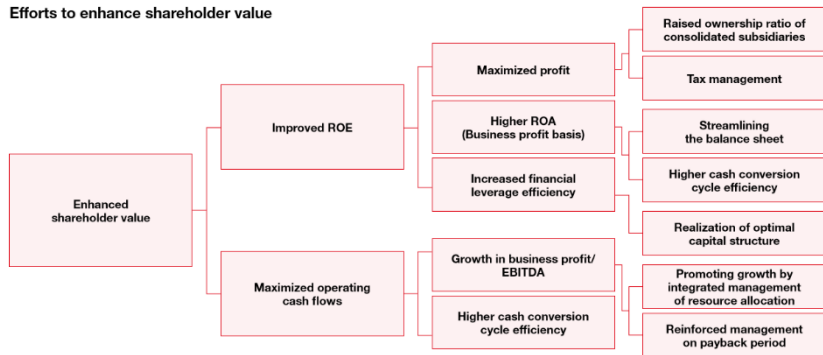 Efforts to enhance shareholder value
Raised ownership ratio of
consolidated subsidiaries
Maximized profit
Tax management
Improved ROE
Higher ROA
(Business profit basis)
Streamlining
the balance sheet
Increased financial
leverage efficiency
Higher cash conversion
cycle efficiency
Enhanced
shareholder value
Realization of optimal
capital structure
Maximized operating
cash flows
Growth in business profit/
EBITDA
Promoting growth by
integrated management
of resource allocation
Higher cash conversion
cycle efficiency
Reinforced management
on payback period